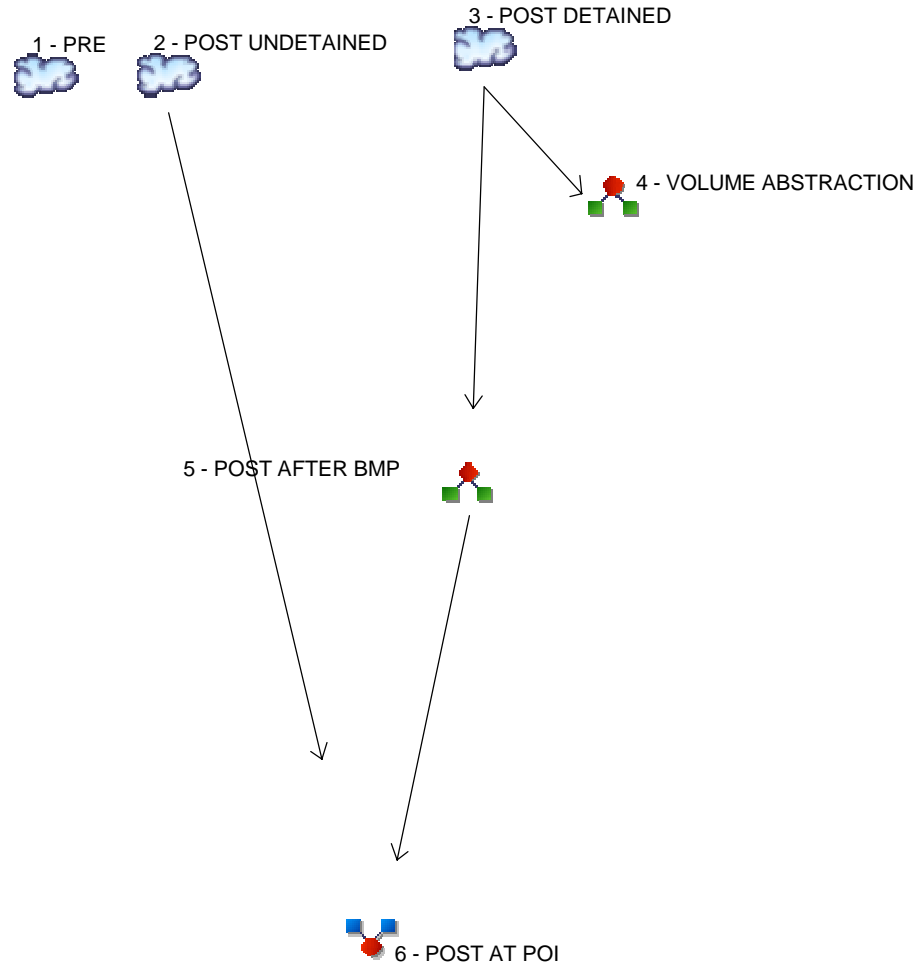 1 - PRE
2 - POST UNDETAINED
3 - POST DETAINED
4 - VOLUME ABSTRACTION
5 - POST AFTER BMP
6 - POST AT POI